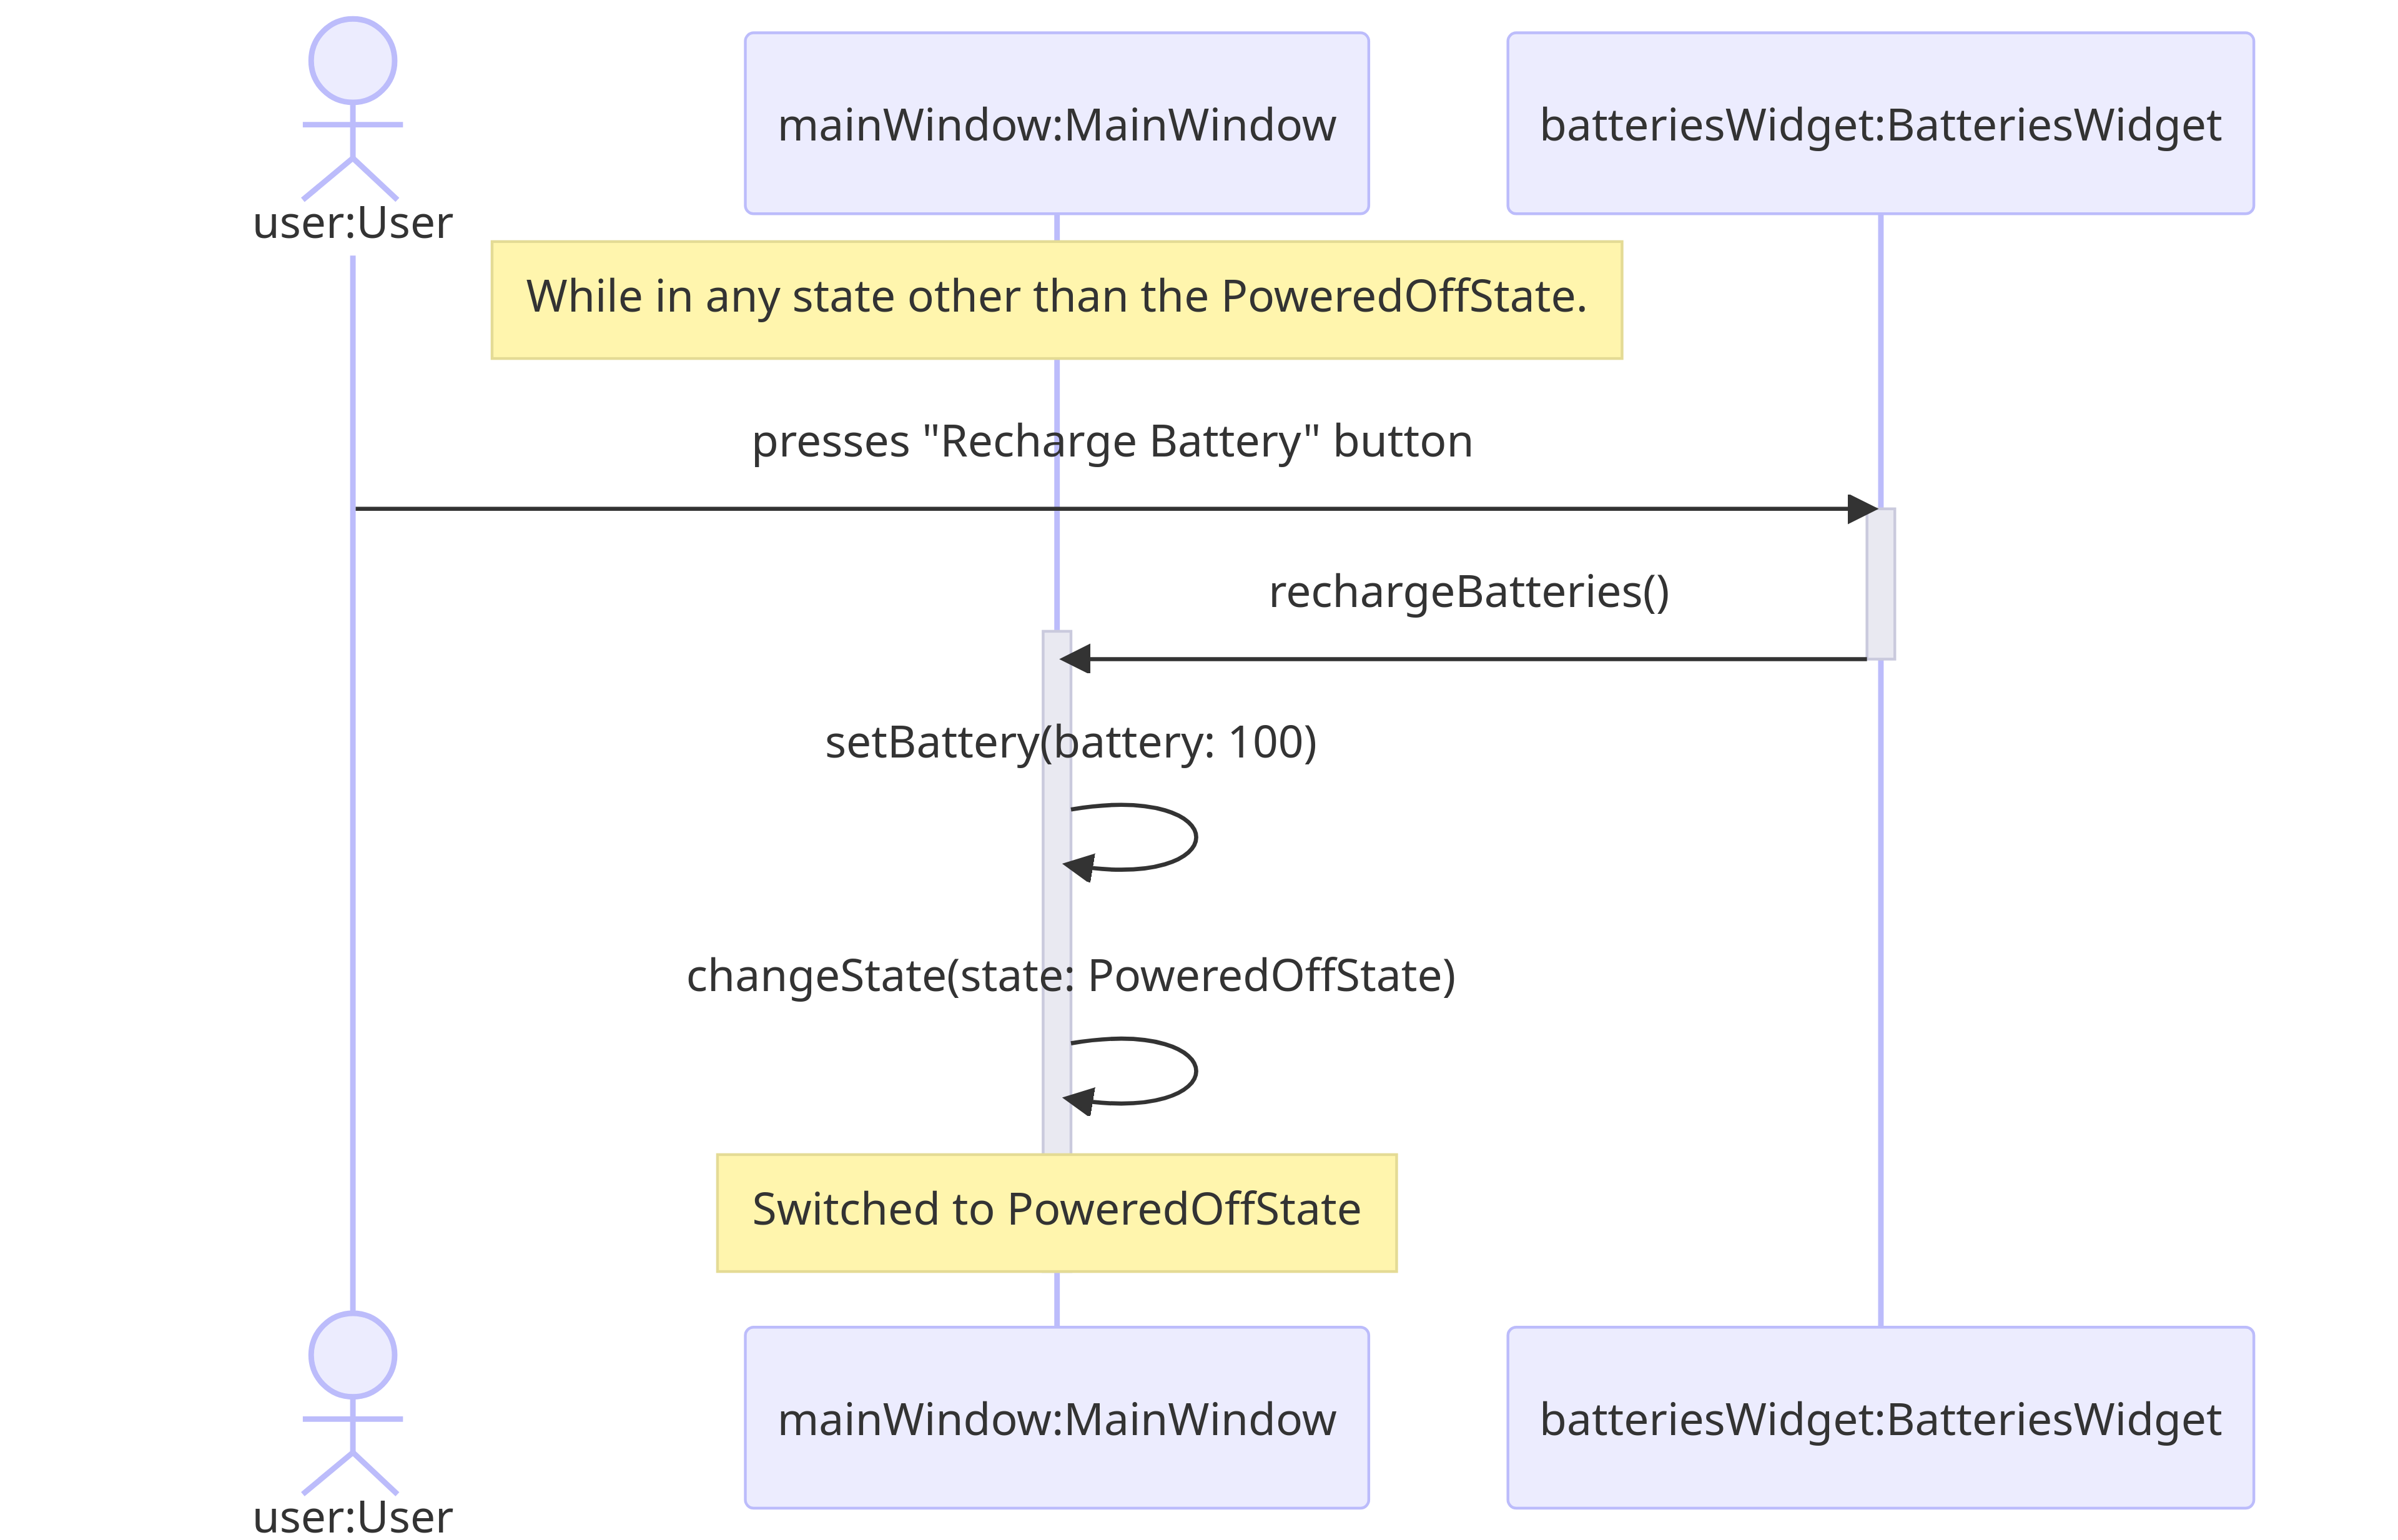 user:User
mainWindow:MainWindow
batteriesWidget:BatteriesWidget
While in any state other than the PoweredOffState.
presses "Recharge Battery" button
rechargeBatteries()
setBattery(battery: 100)
changeState(state: PoweredOffState)
Switched to PoweredOffState
user:User
mainWindow:MainWindow
batteriesWidget:BatteriesWidget